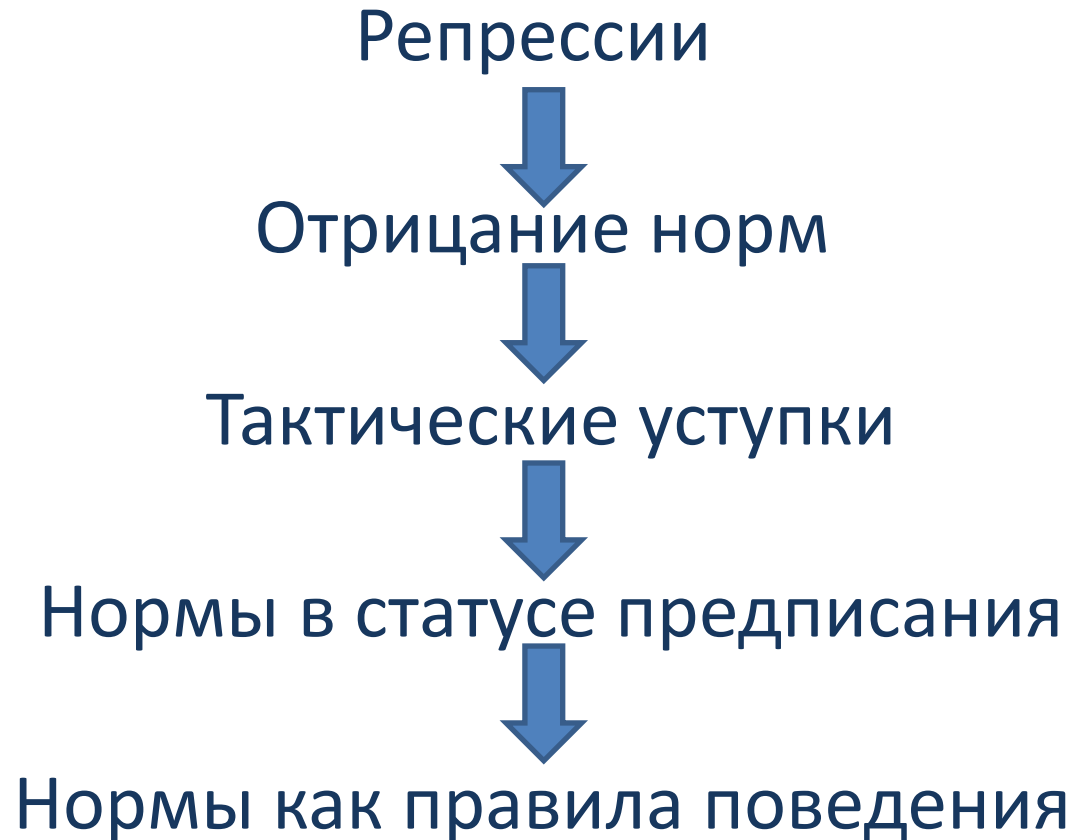 Репрессии
Отрицание норм
Тактические уступки
Нормы в статусе предписания
Нормы как правила поведения